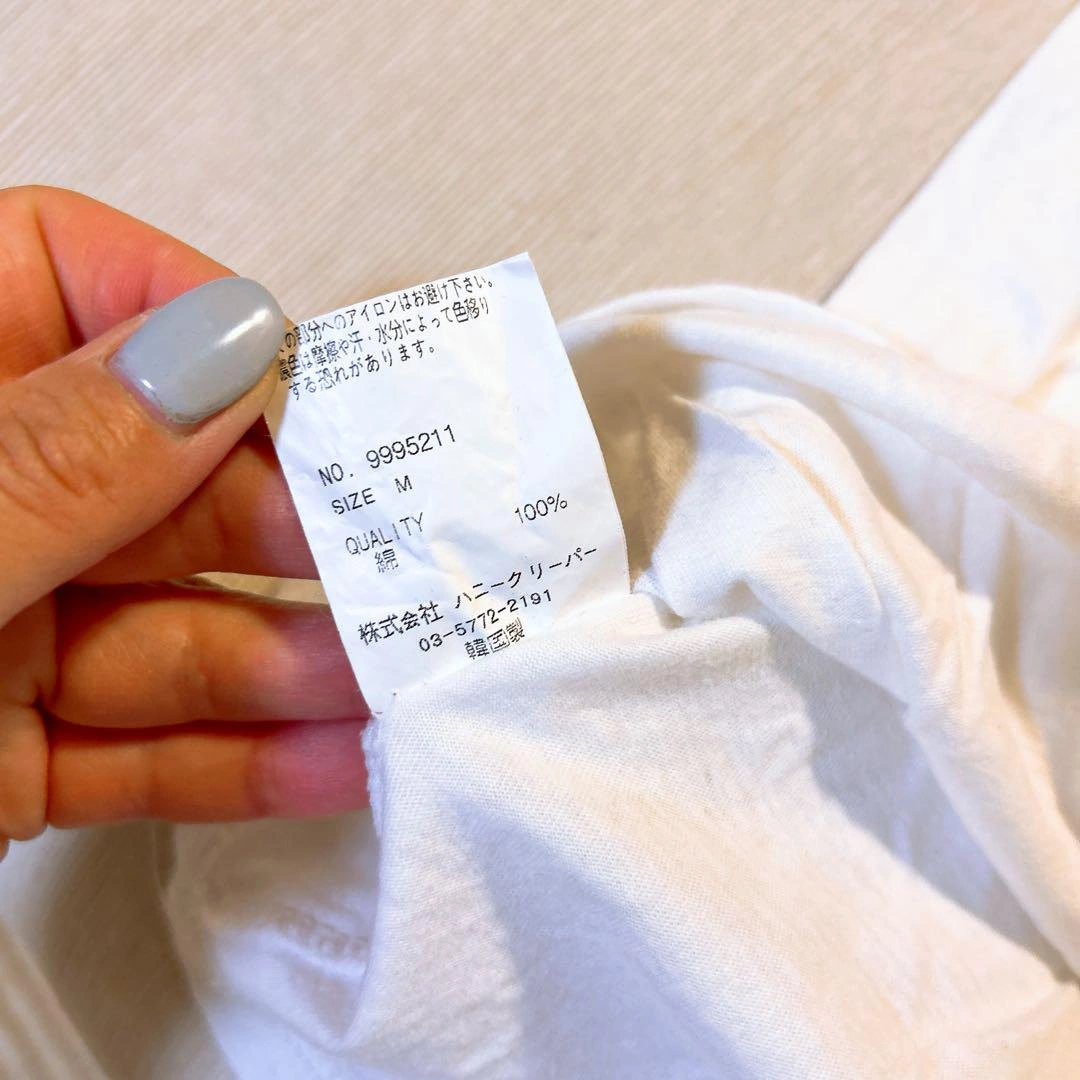 の部分へのアイロンはお避け下さい。
濃色は摩擦や汗・水分によって色移り
する恐れがあります。
NO. 9995211
SIZE M
QUALITY
綿 100%
株式会社 ハニークリーパー
03-5772-2191
韓国製